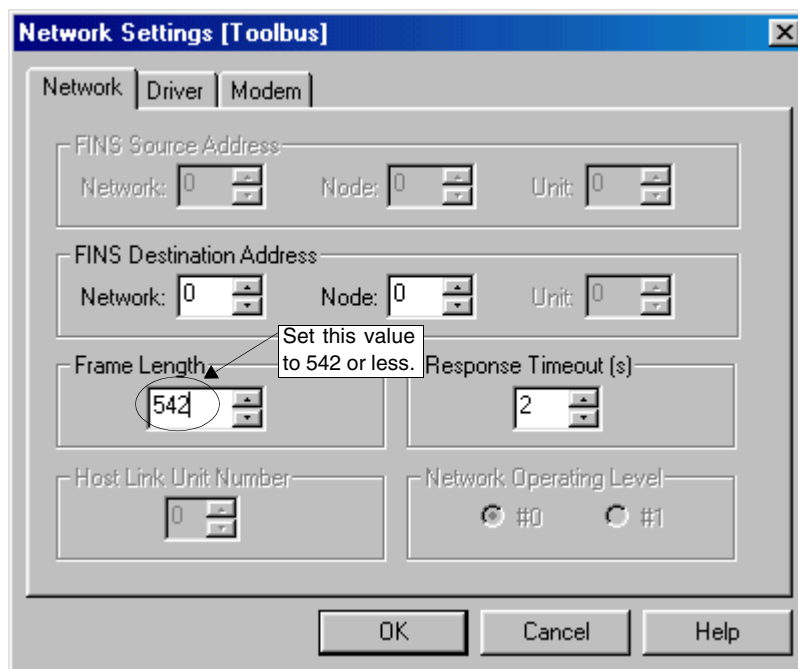 Network Settings [Toolbus]
Network Driver Modem
FINS Source Address
Network: 0 Node: 0 Unit: 0
FINS Destination Address
Network: 0 Node: 0 Unit: 0
Set this value
to 542 or less.
Frame Length
542
Response Timeout (s)
2
Host Link Unit Number
0
Network Operating Level
#0 #1
OK Cancel Help